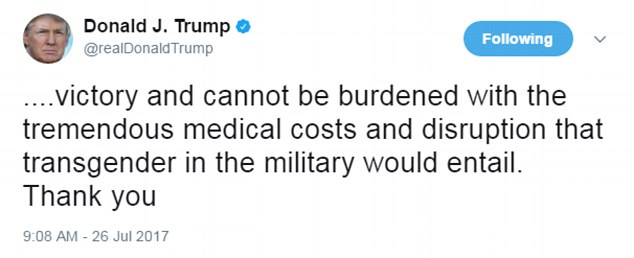 Donald J. Trump
@realDonaldTrump
Following
....victory and cannot be burdened with the
tremendous medical costs and disruption that
transgender in the military would entail.
Thank you
9:08 AM - 26 Jul 2017